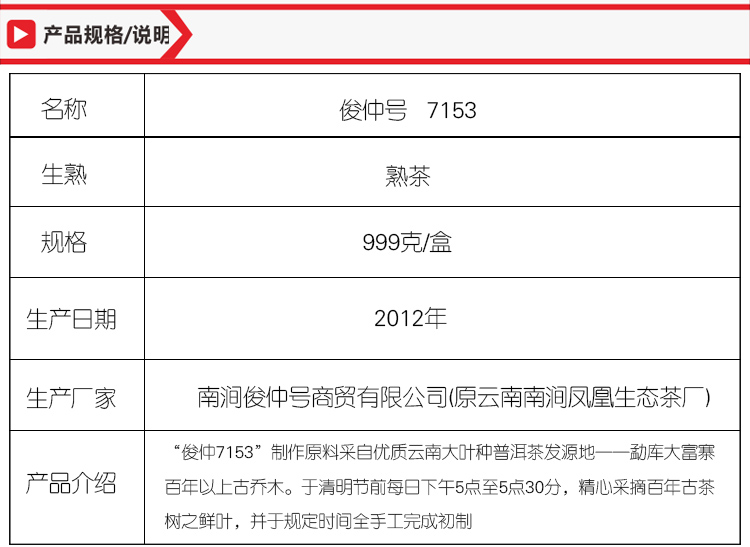 产品规格/说明
名称 俊仲号 7153
生熟 熟茶
规格 999克/盒
生产日期 2012年
生产厂家 南涧俊仲号商贸有限公司(原云南南涧凤凰生态茶厂)
产品介绍
“俊仲7153”制作原料采自优质云南大叶种普洱茶发源地——勐库大富寨
百年以上古乔木。于清明节前每日下午5点至5点30分，精心采摘百年古茶
树之鲜叶，并于规定时间全手工完成初制